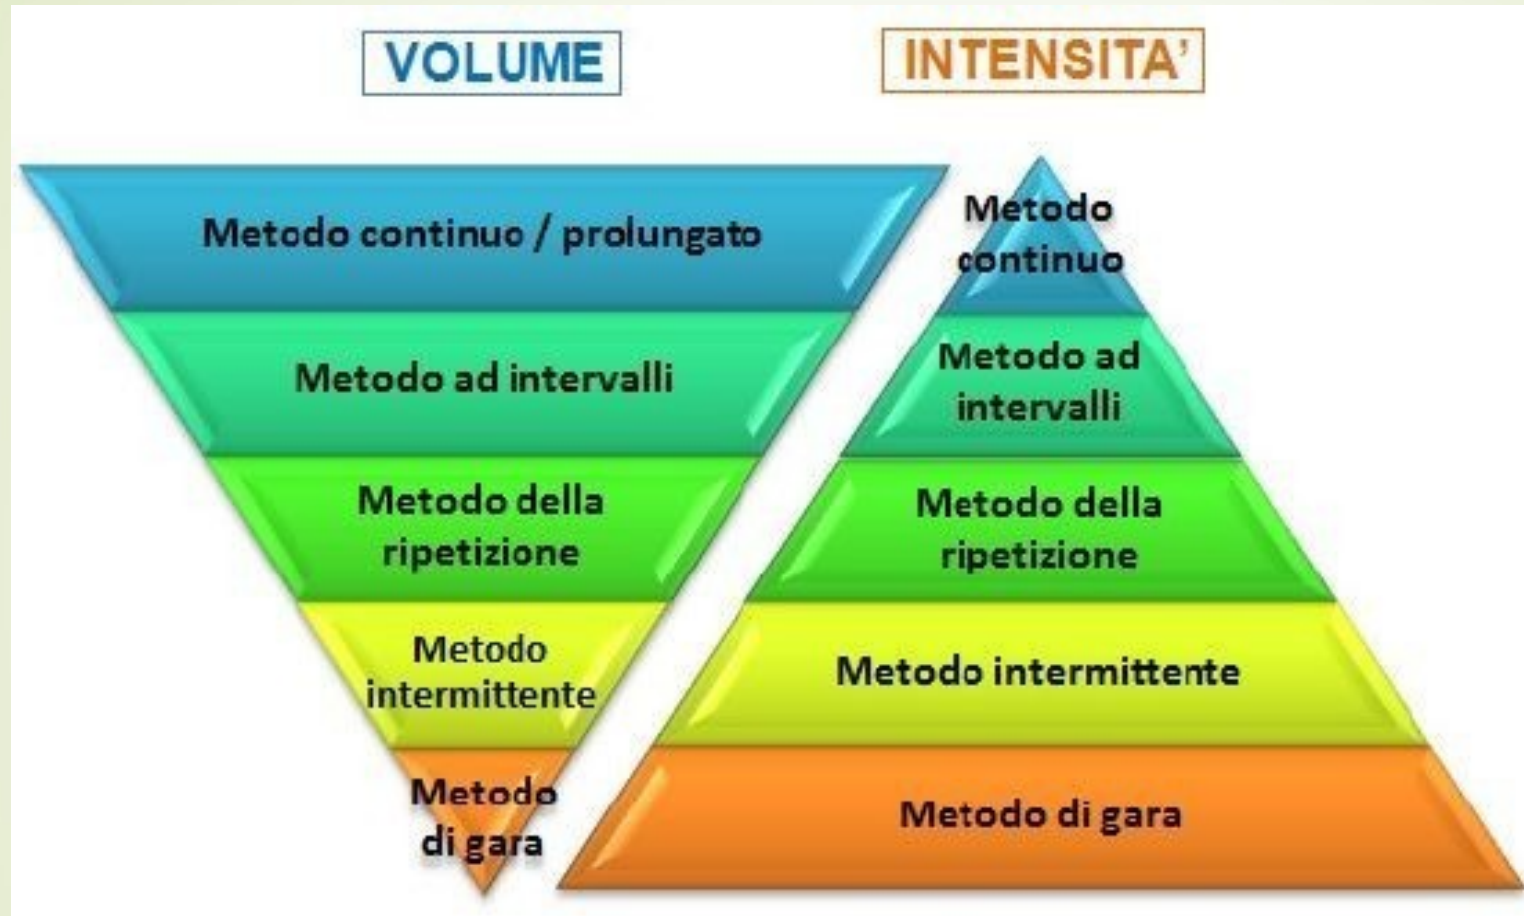 VOLUME
INTENSITA’
Metodo continuo / prolungato
Metodo ad intervalli
Metodo della
ripetizione
Metodo
intermittente
Metodo
di gara
Metodo
continuo
Metodo ad
intervalli
Metodo della
ripetizione
Metodo intermittente
Metodo di gara